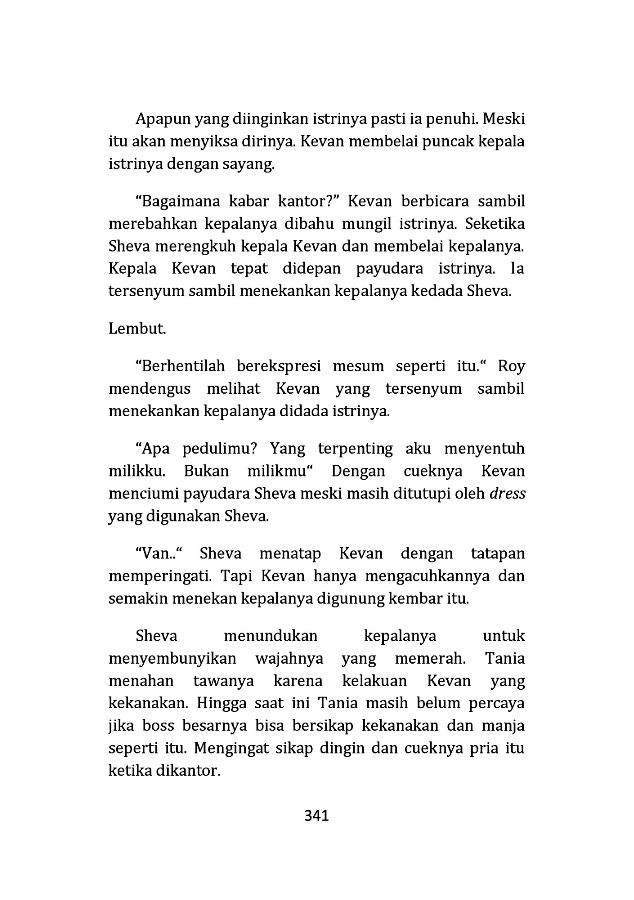 Apapun yang diinginkan istrinya pasti ia penuhi. Meski
itu akan menyiksa dirinya. Kevan membelai puncak kepala
istrinya dengan sayang.
“Bagaimana kabar kantor?” Kevan berbicara sambil
merebahkan kepalanya dibahu mungil istrinya. Seketika
Sheva merengkuh kepala Kevan dan membelai kepalanya.
Kepala Kevan tepat didepan payudara istrinya. Ia
tersenyum sambil menekankan kepalanya kedada Sheva.
Lembut.
“Berhentilah berekspresi mesum seperti itu.“ Roy
mendengus melihat Kevan yang tersenyum sambil
menekankan kepalanya didada istrinya.
“Apa pedulimu? Yang terpenting aku menyentuh
milikku. Bukan milikmu“ Dengan cueknya Kevan
menciumi payudara Sheva meski masih ditutupi oleh dress
yang digunakan Sheva.
“Van..“ Sheva menatap Kevan dengan tatapan
memperingati. Tapi Kevan hanya mengacuhkannya dan
semakin menekan kepalanya digunung kembar itu.
Sheva menundukan kepalanya untuk
menyembunyikan wajahnya yang memerah. Tania
menahan tawanya karena kelakuan Kevan yang
kekanakan. Hingga saat ini Tania masih belum percaya
jika boss besarnya bisa bersikap kekanakan dan manja
seperti itu. Mengingat sikap dingin dan cueknya pria itu
ketika dikantor.
341